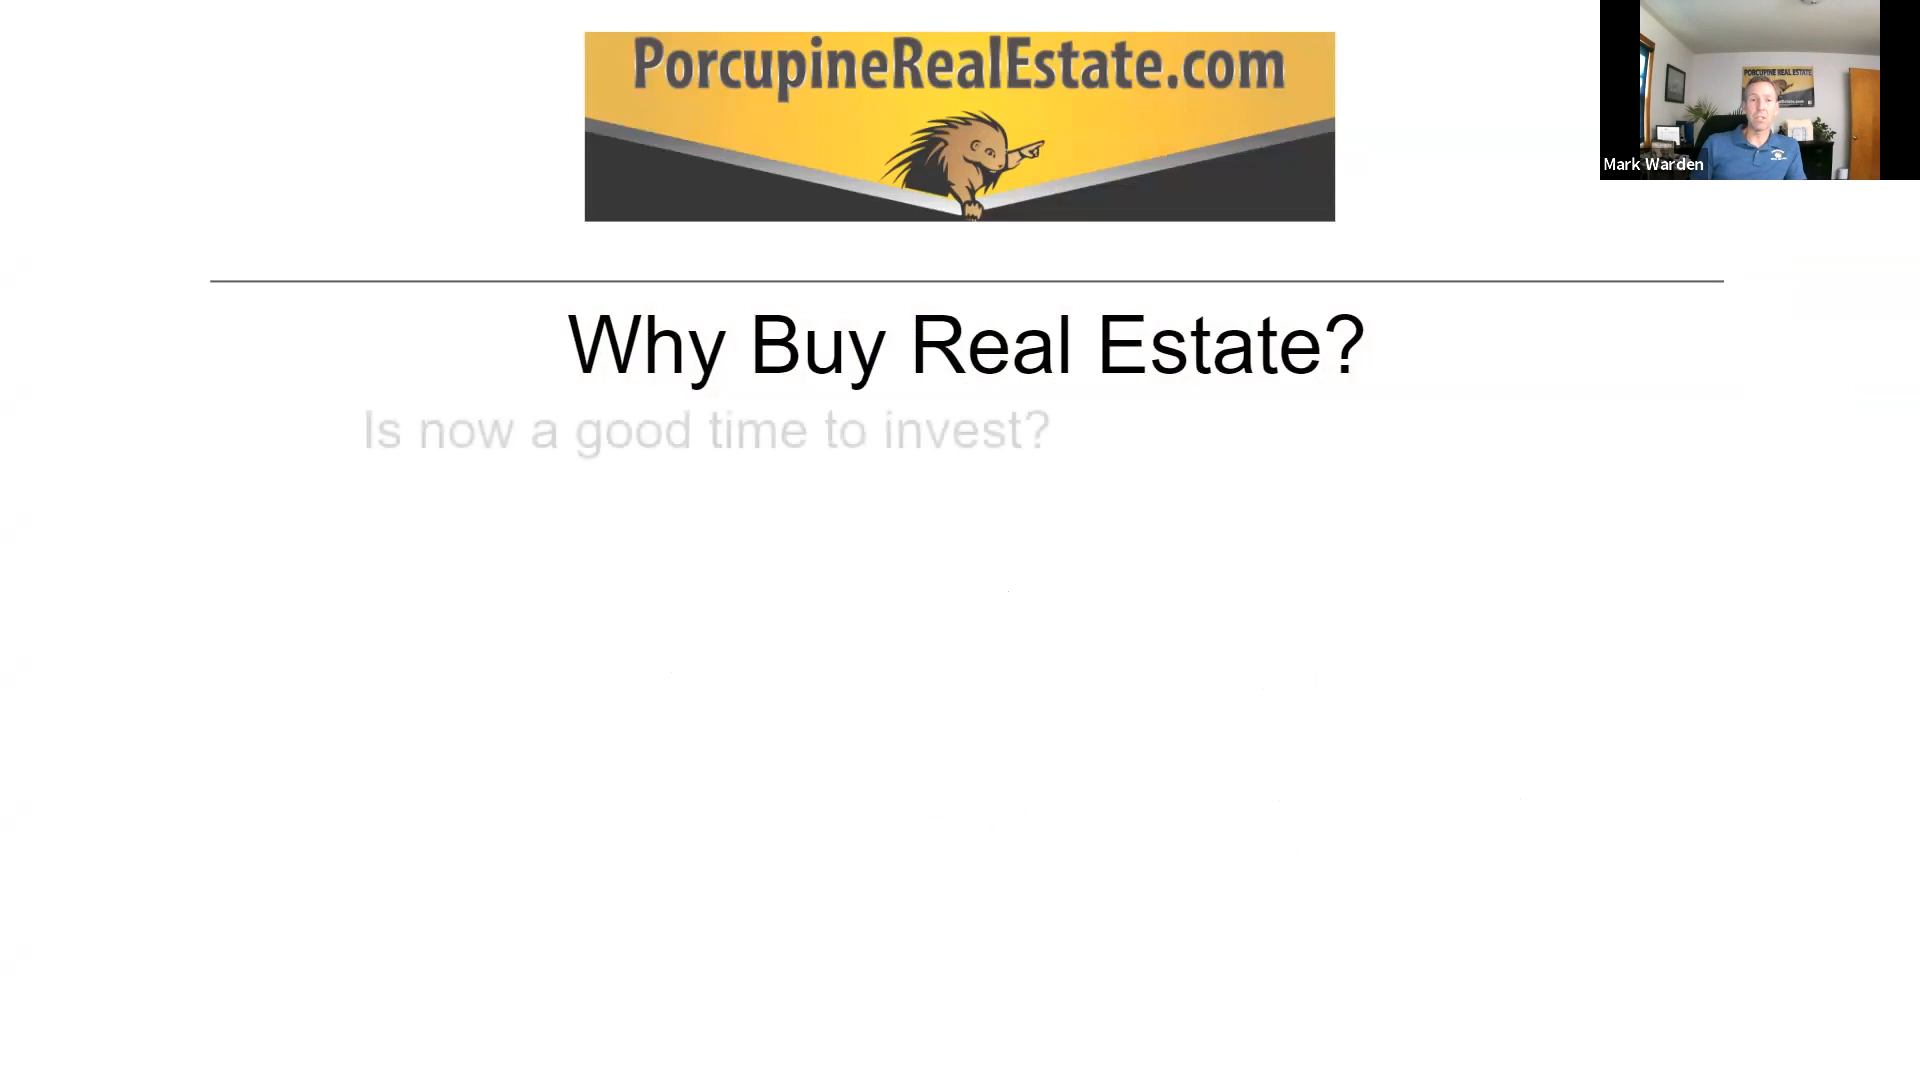 PorcupineRealEstate.com
PORCUPINE REAL ESTATE
Mark Warden
Why Buy Real Estate?
Is now a good time to invest?